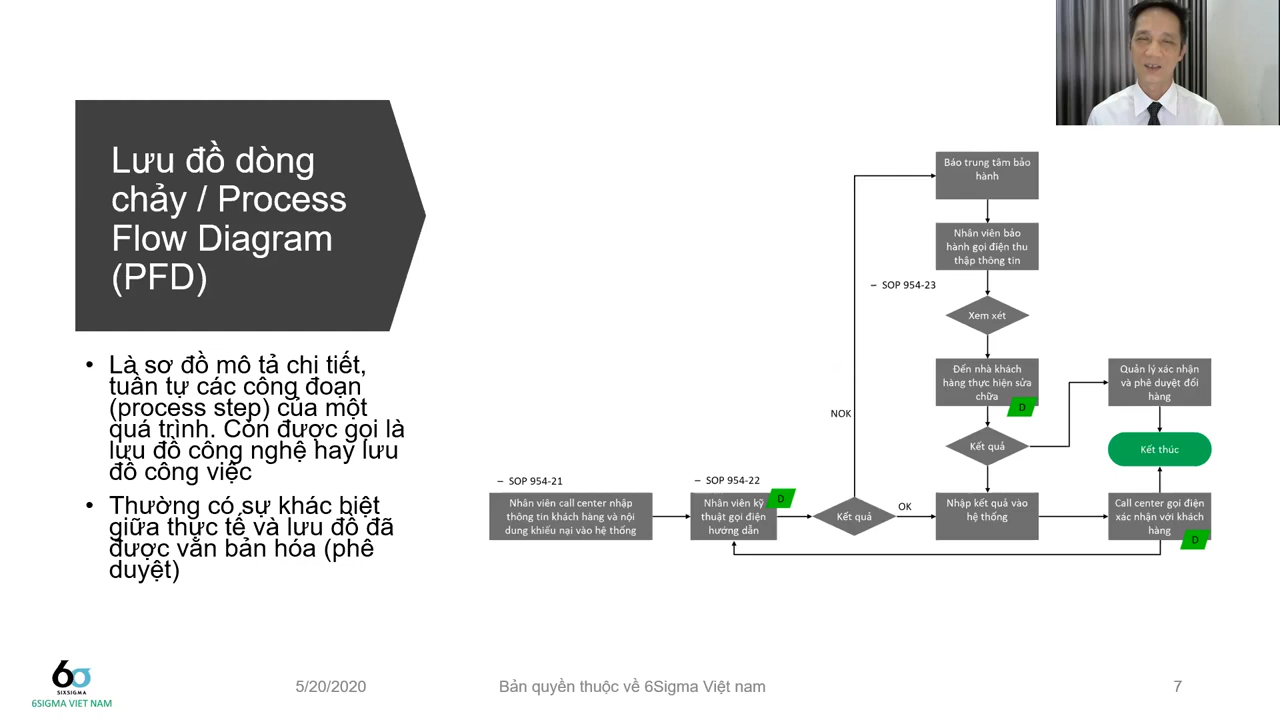 Lưu đồ dòng
chảy / Process
Flow Diagram
(PFD)
• Là sơ đồ mô tả chi tiết,
tuần tự các công đoạn
(process step) của một
quá trình. Còn được gọi là
lưu đồ công nghệ hay lưu
đồ công việc
• Thường có sự khác biệt
giữa thực tế và lưu đồ đã
được văn bản hóa (phê
duyệt)
Báo trung tâm bảo
hành
Nhân viên bảo
hành gọi điện thu
thập thông tin
– SOP 954-23
Xem xét
Đến nhà khách
hàng thực hiện sửa
chữa
D
Quản lý xác nhận
và phê duyệt đổi
hàng
NOK
Kết quả
Kết thúc
– SOP 954-21
Nhân viên call center nhập
thông tin khách hàng và nội
dung khiếu nại vào hệ thống
– SOP 954-22
Nhân viên kỹ
thuật gọi điện
hướng dẫn
D
Kết quả
OK
Nhập kết quả vào
hệ thống
Call center gọi điện
xác nhận với khách
hàng
D
6σ
SIXSIGMA
6SIGMA VIET NAM
5/20/2020
Bản quyền thuộc về 6Sigma Việt nam
7